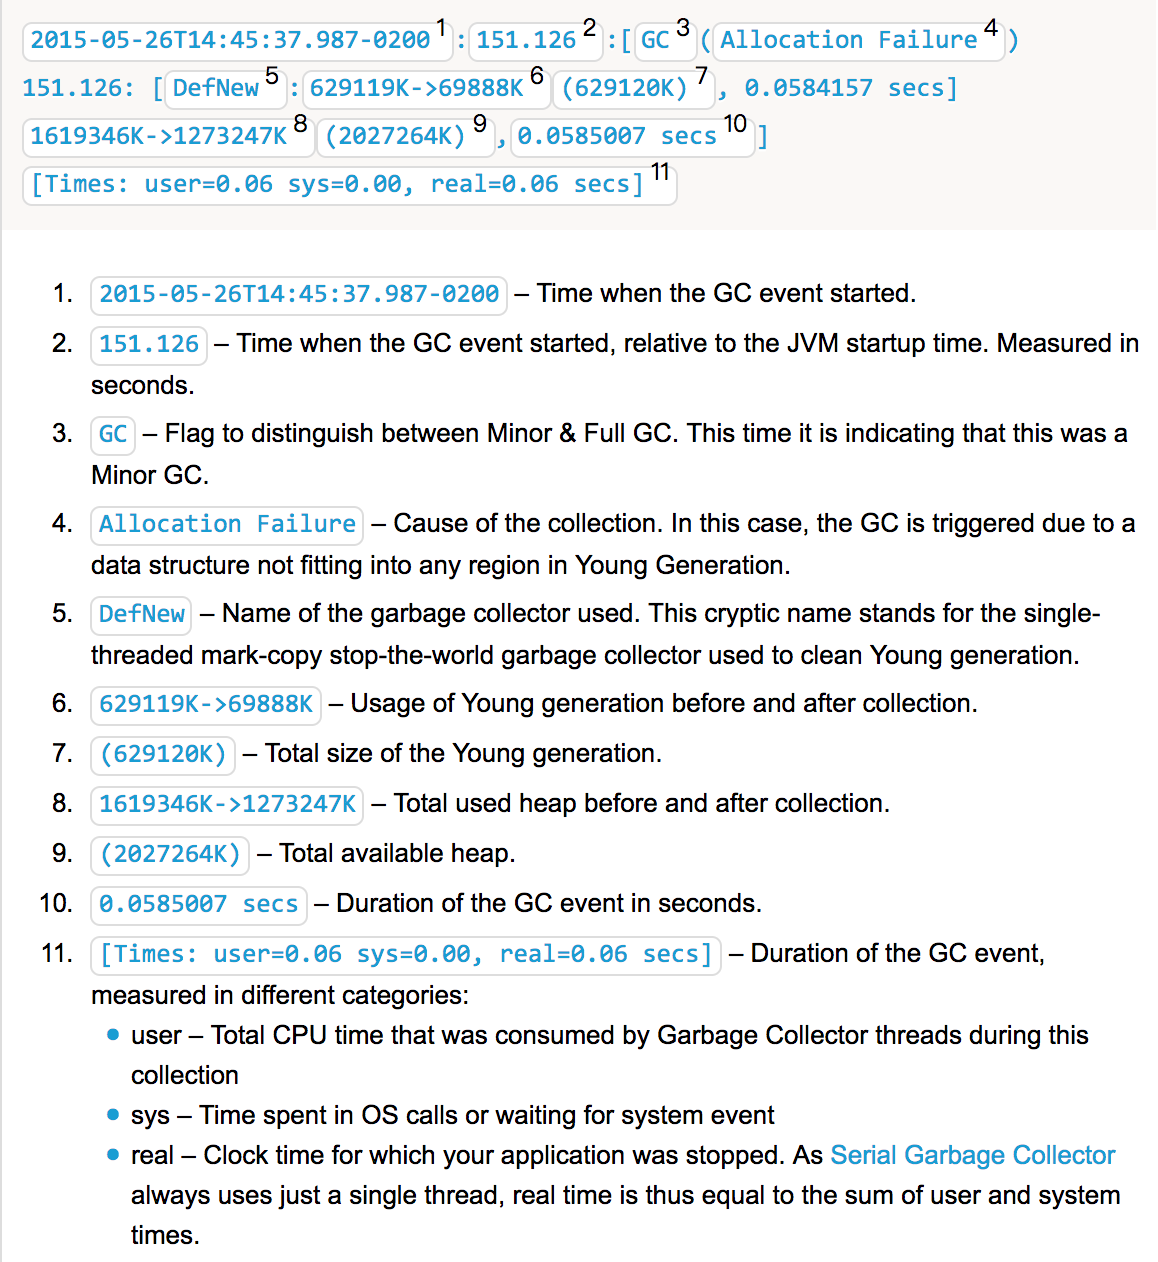 2015-05-26T14:45:37.987-0200 1:151.126 2:[GC 3(Allocation Failure 4)
151.126: [DefNew 5:629119K->69888K 6(629120K) 7, 0.0584157 secs]
1619346K->1273247K 8(2027264K) 9,0.0585007 secs 10]
[Times: user=0.06 sys=0.00, real=0.06 secs] 11
1. 2015-05-26T14:45:37.987-0200 – Time when the GC event started.
2. 151.126 – Time when the GC event started, relative to the JVM startup time. Measured in
seconds.
3. GC – Flag to distinguish between Minor & Full GC. This time it is indicating that this was a
Minor GC.
4. Allocation Failure – Cause of the collection. In this case, the GC is triggered due to a
data structure not fitting into any region in Young Generation.
5. DefNew – Name of the garbage collector used. This cryptic name stands for the single-
threaded mark-copy stop-the-world garbage collector used to clean Young generation.
6. 629119K->69888K – Usage of Young generation before and after collection.
7. (629120K) – Total size of the Young generation.
8. 1619346K->1273247K – Total used heap before and after collection.
9. (2027264K) – Total available heap.
10. 0.0585007 secs – Duration of the GC event in seconds.
11. [Times: user=0.06 sys=0.00, real=0.06 secs] – Duration of the GC event,
measured in different categories:
• user – Total CPU time that was consumed by Garbage Collector threads during this
collection
• sys – Time spent in OS calls or waiting for system event
• real – Clock time for which your application was stopped. As Serial Garbage Collector
always uses just a single thread, real time is thus equal to the sum of user and system
times.